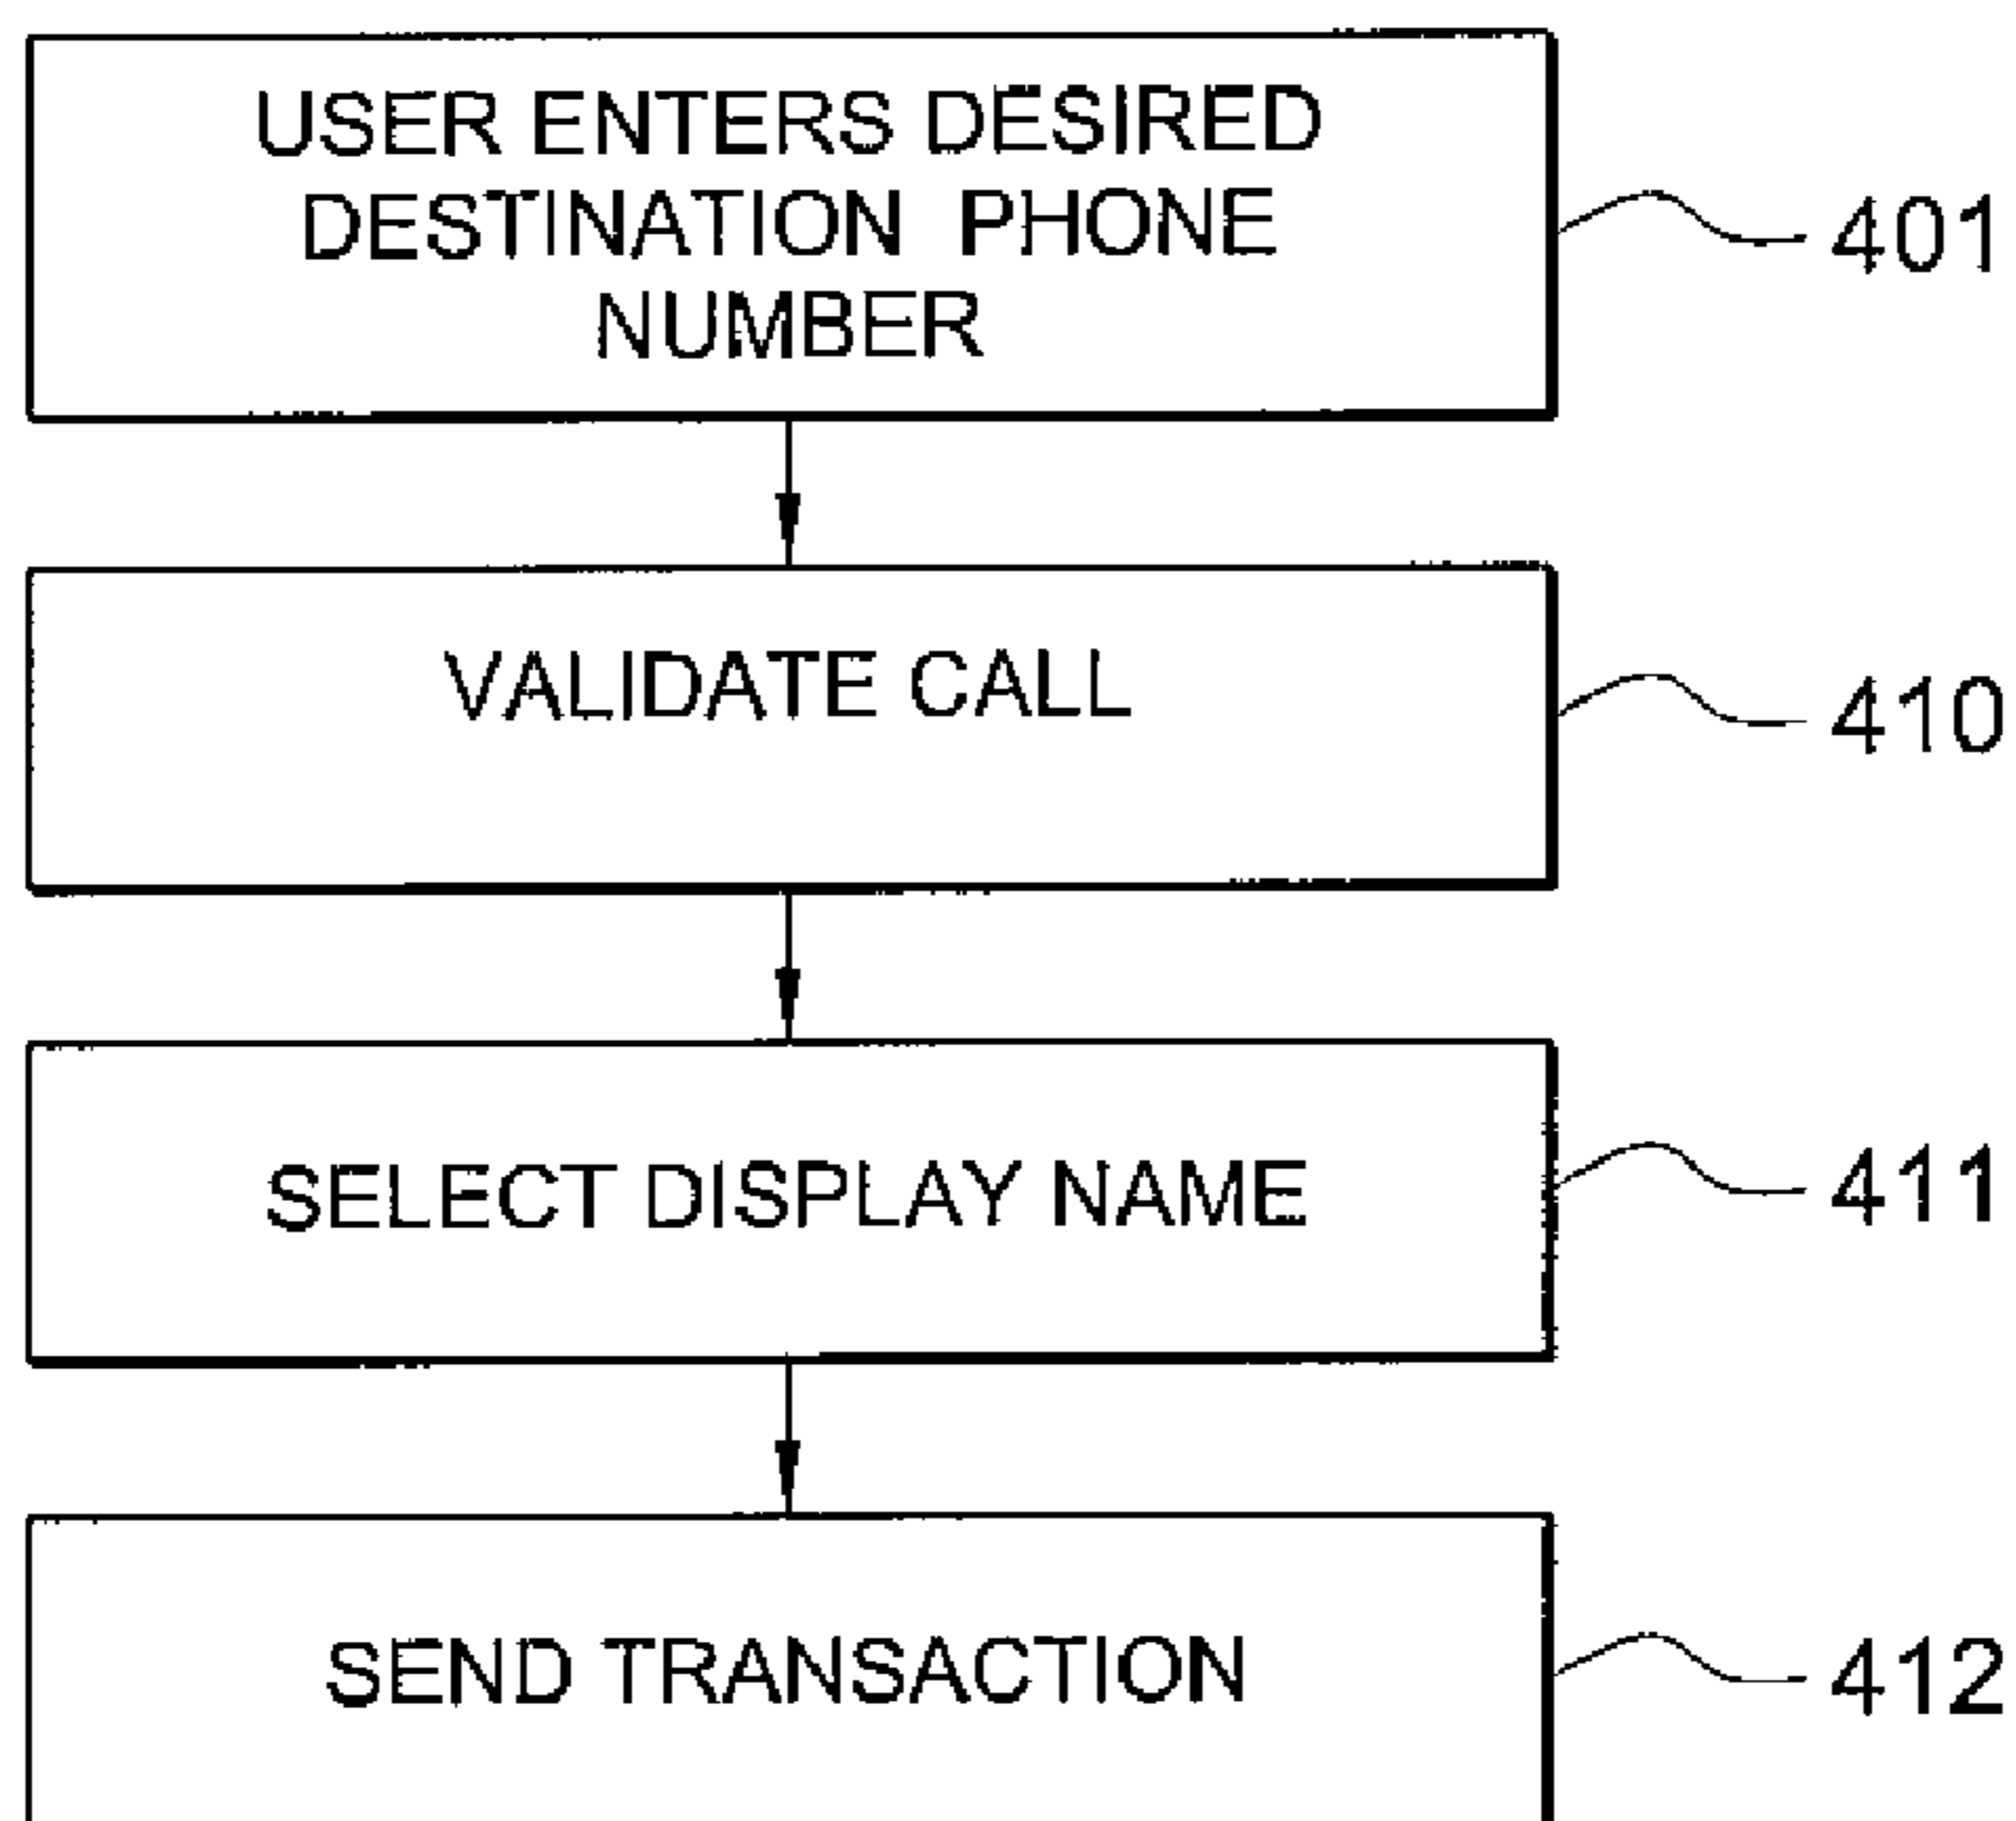 USER ENTERS DESIRED
DESTINATION PHONE
NUMBER
401
VALIDATE CALL
410
SELECT DISPLAY NAME
411
SEND TRANSACTION
412